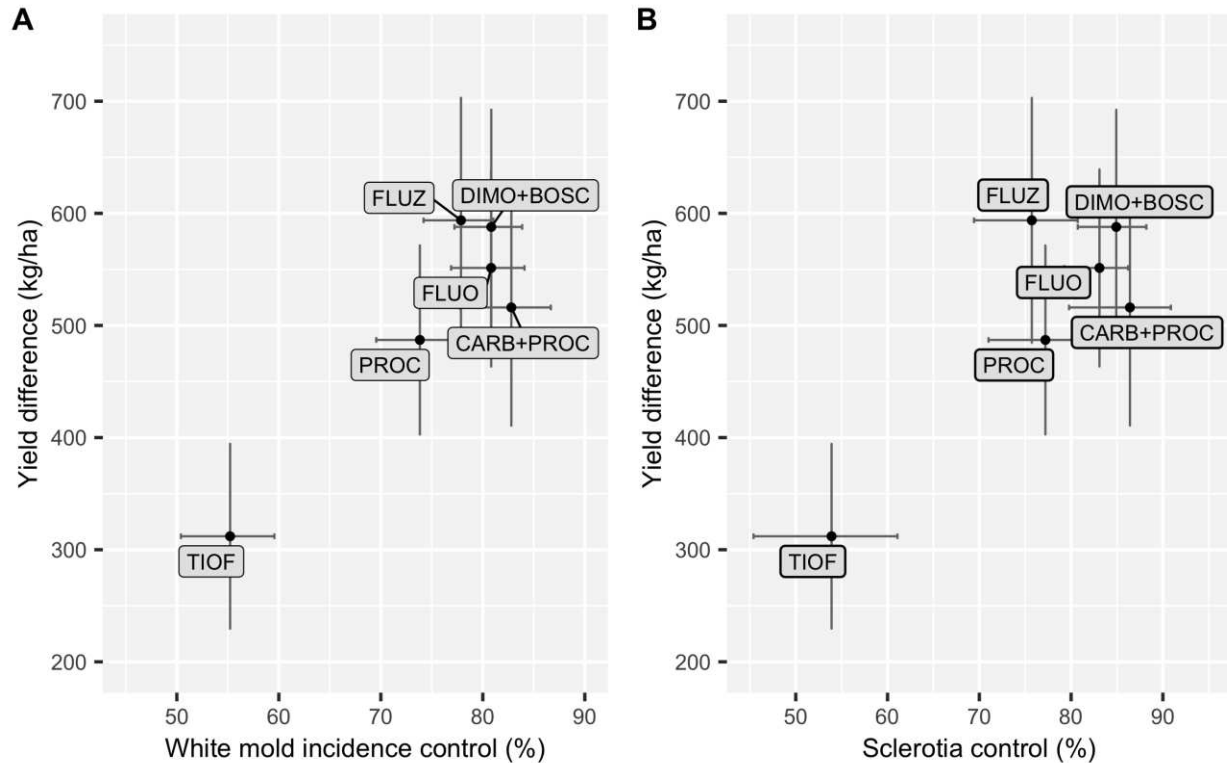 A
Yield difference (kg/ha)
700
600
500
400
300
200
FLUZ
DIMO+BOSC
FLUO
CARB+PROC
PROC
TIOF
50
60
70
80
90
White mold incidence control (%)
B
Yield difference (kg/ha)
700
600
500
400
300
200
FLUZ
DIMO+BOSC
FLUO
CARB+PROC
PROC
TIOF
50
60
70
80
90
Sclerotia control (%)